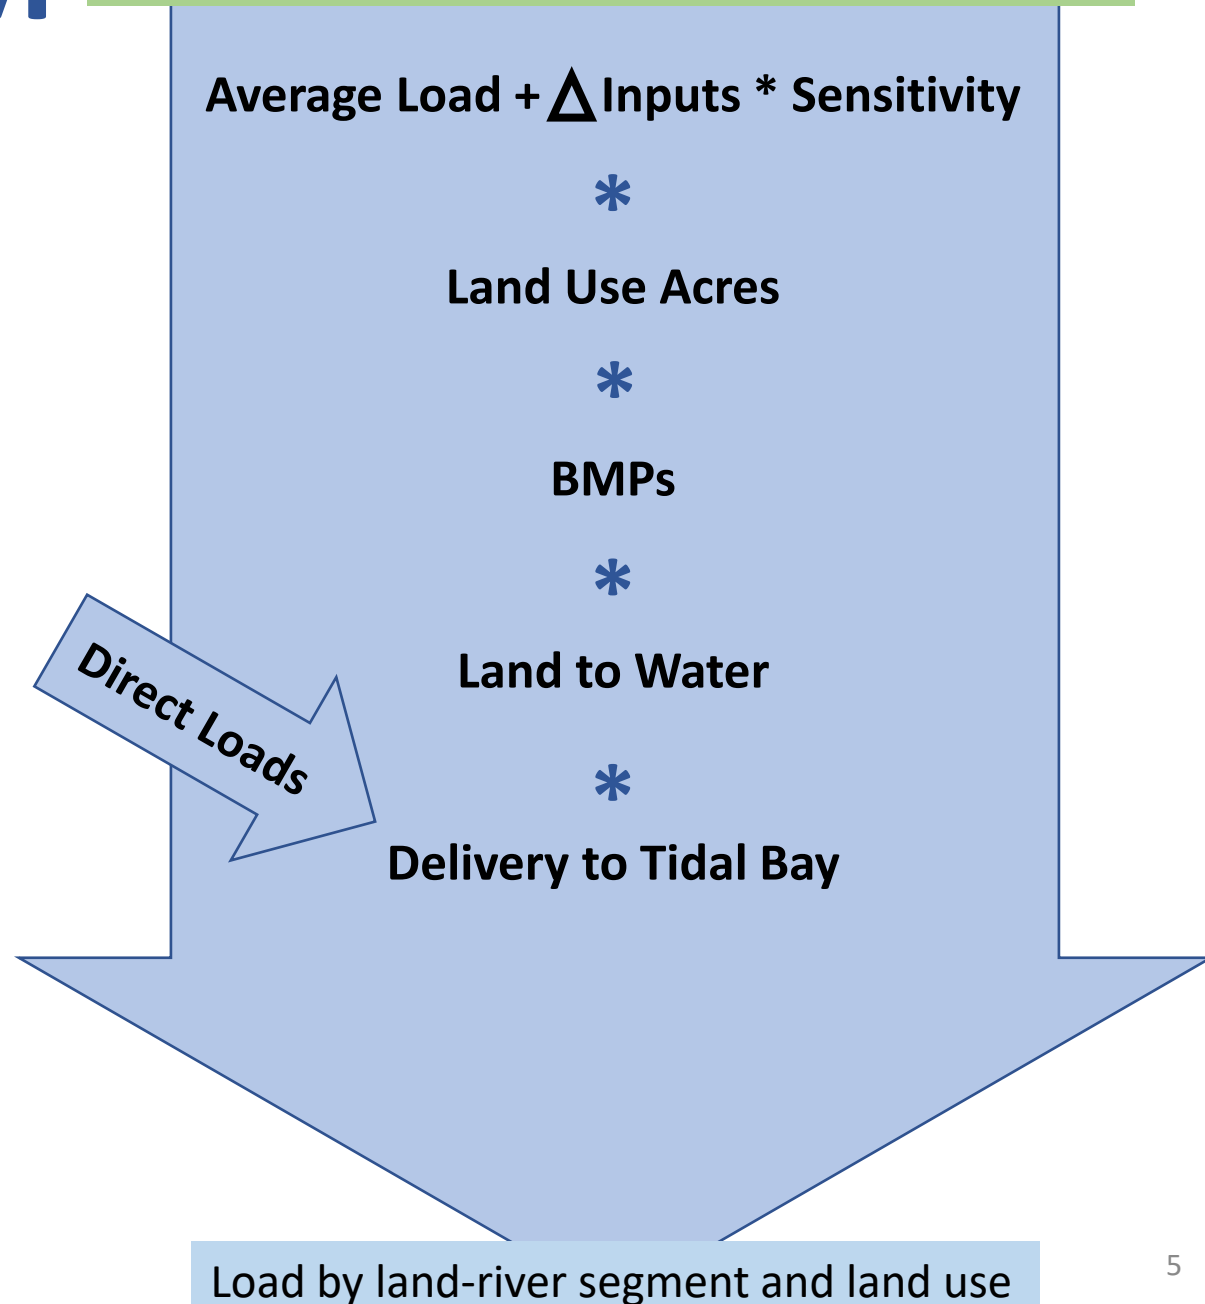 Average Load + Δ Inputs * Sensitivity
*
Land Use Acres
*
BMPs
*
Land to Water
Direct Loads
*
Delivery to Tidal Bay
Load by land-river segment and land use
5